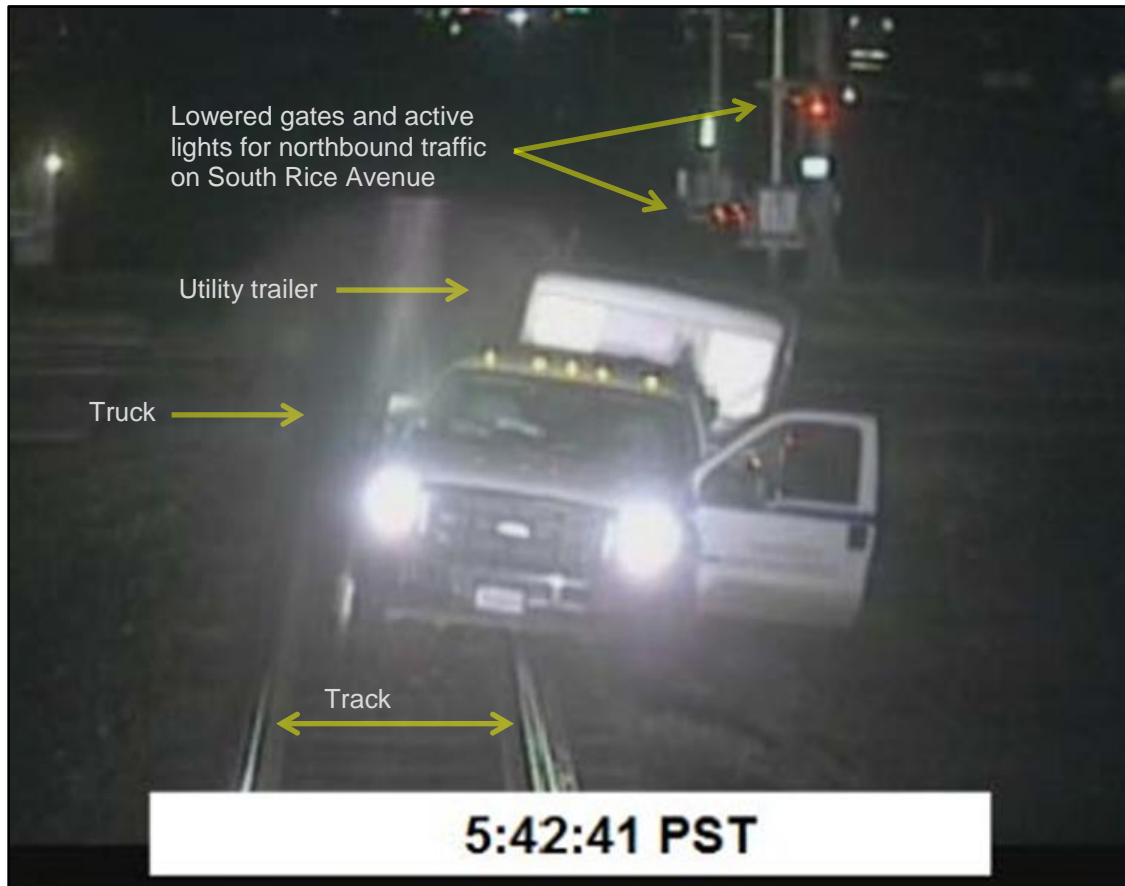 Lowered gates and active
lights for northbound traffic
on South Rice Avenue
Utility trailer
Truck
Track
5:42:41 PST